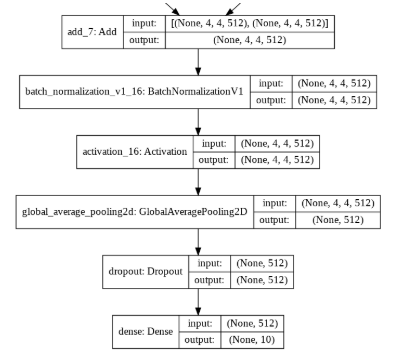 add_7: Add input: [(None, 4, 4, 512), (None, 4, 4, 512)]
output: (None, 4, 4, 512)
batch_normalization_v1_16: BatchNormalizationV1 input: (None, 4, 4, 512)
output: (None, 4, 4, 512)
activation_16: Activation input: (None, 4, 4, 512)
output: (None, 4, 4, 512)
global_average_pooling2d: GlobalAveragePooling2D input: (None, 4, 4, 512)
output: (None, 512)
dropout: Dropout input: (None, 512)
output: (None, 512)
dense: Dense input: (None, 512)
output: (None, 10)